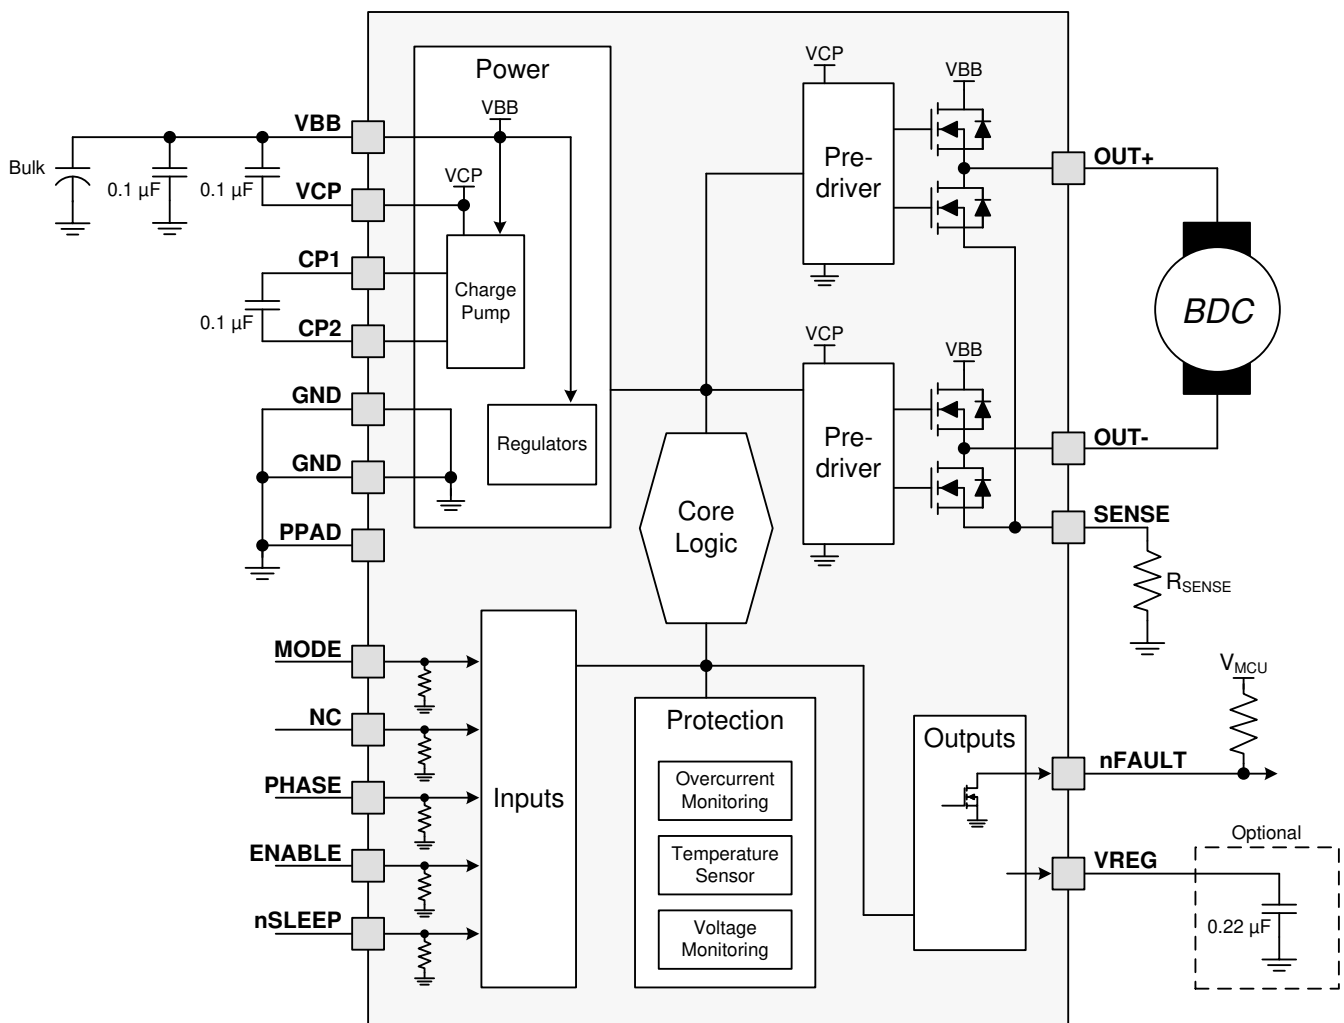 Power
VBB
VCP
Charge
Pump
Regulators
VBB
VCP
CP1
CP2
GND
GND
PPAD
Bulk
0.1 µF
0.1 µF
0.1 µF
VCP
Pre-
driver
VBB
OUT+
BDC
VCP
Pre-
driver
VBB
OUT-
SENSE
RSENSE
Core
Logic
MODE
NC
PHASE
ENABLE
nSLEEP
Inputs
Protection
Overcurrent
Monitoring
Temperature
Sensor
Voltage
Monitoring
Outputs
VMCU
nFAULT
VREG
Optional
0.22 µF